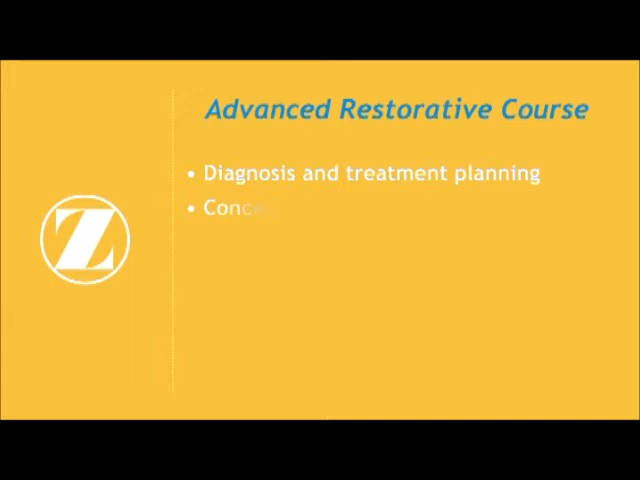 Advanced Restorative Course
• Diagnosis and treatment planning
Z